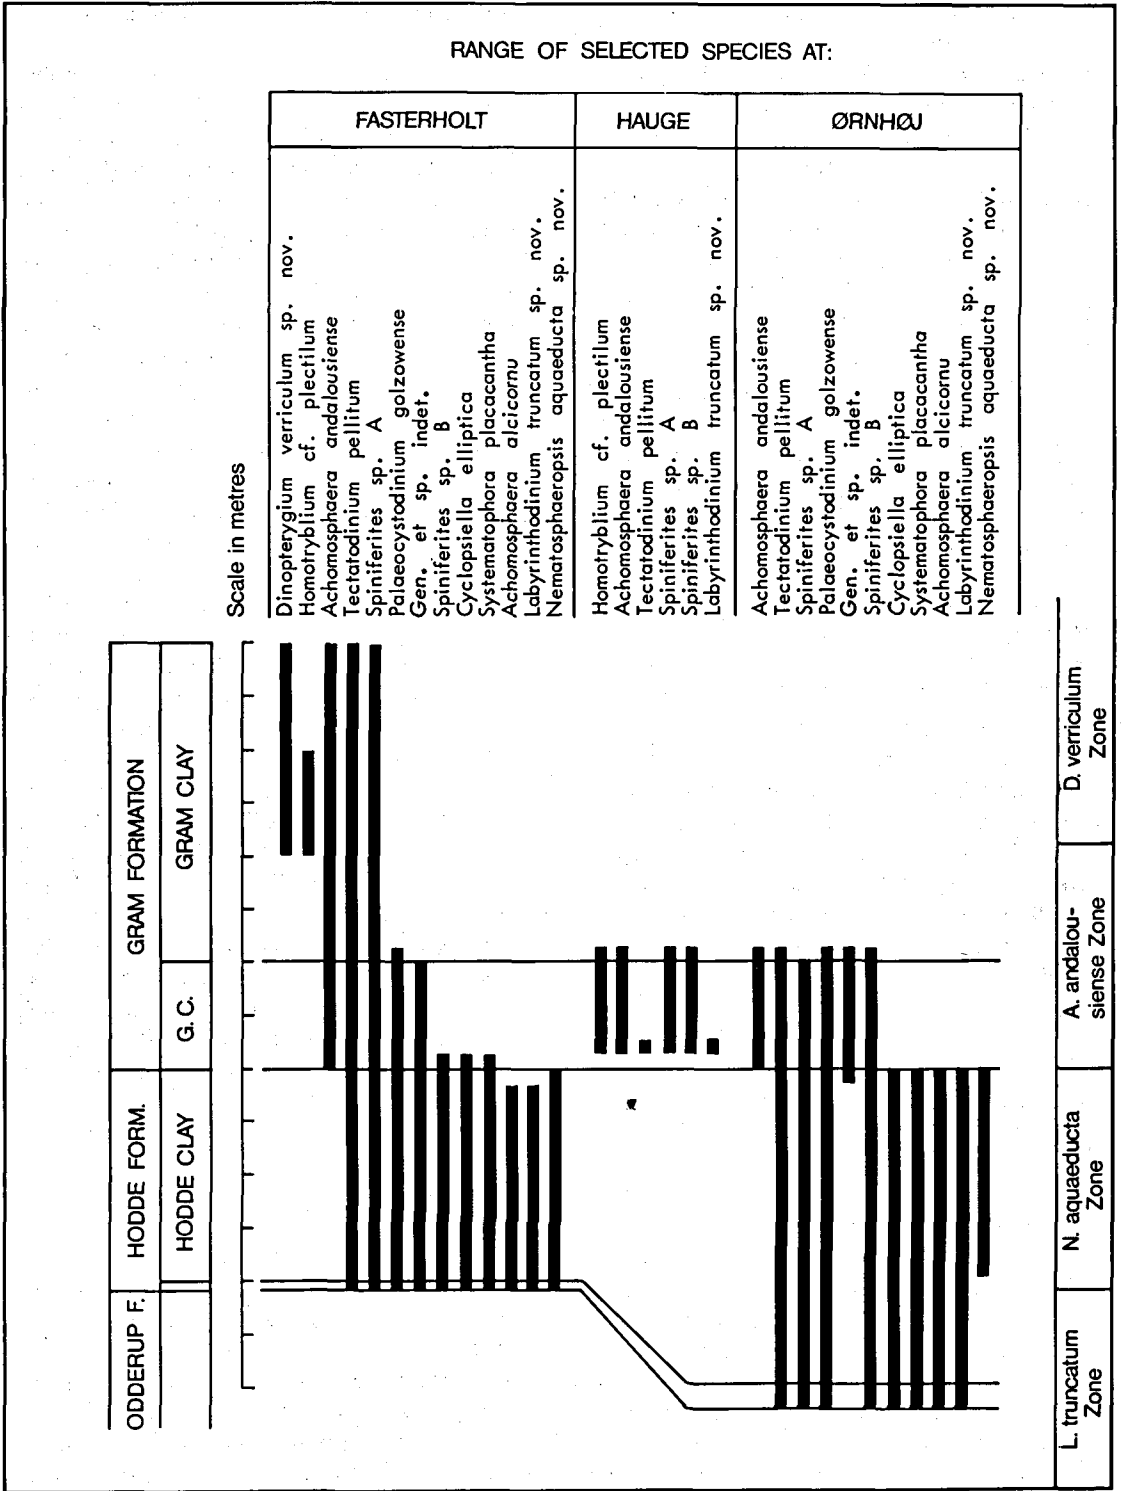 RANGE OF SELECTED SPECIES AT:
FASTERHOLT
HAUGE
ØRNHØJ
Scale in metres
Dinopterygium verriculum sp. nov.
Homotryblium cf. plectilum
Achomosphaera andalousiense
Tectatodinium pellitum
Spiniferites sp. A
Palaeocystodinium golzowense
Gen. et sp. indet.
Spiniferites sp. B
Cyclopsiella elliptica
Systematophora placacantha
Achomosphaera alcicornu
Labyrinthodinium truncatum sp. nov.
Nematosphaeropsis aquaeducta sp. nov.
Homotryblium cf. plectilum
Achomosphaera andalousiense
Tectatodinium pellitum
Spiniferites sp. A
Spiniferites sp. B
Labyrinthodinium truncatum sp. nov.
Achomosphaera andalousiense
Tectatodinium pellitum
Spiniferites sp. A
Palaeocystodinium golzowense
Gen. et sp. indet.
Spiniferites sp. B
Cyclopsiella elliptica
Systematophora placacantha
Achomosphaera alcicornu
Labyrinthodinium truncatum sp. nov.
Nematosphaeropsis aquaeducta sp. nov.
GRAM FORMATION
GRAM CLAY
G.C.
HODDE FORM.
HODDE CLAY
ODDERUP F.
D. verriculum
Zone
A. andalou-
siense Zone
N. aquaeducta
Zone
L. truncatum
Zone